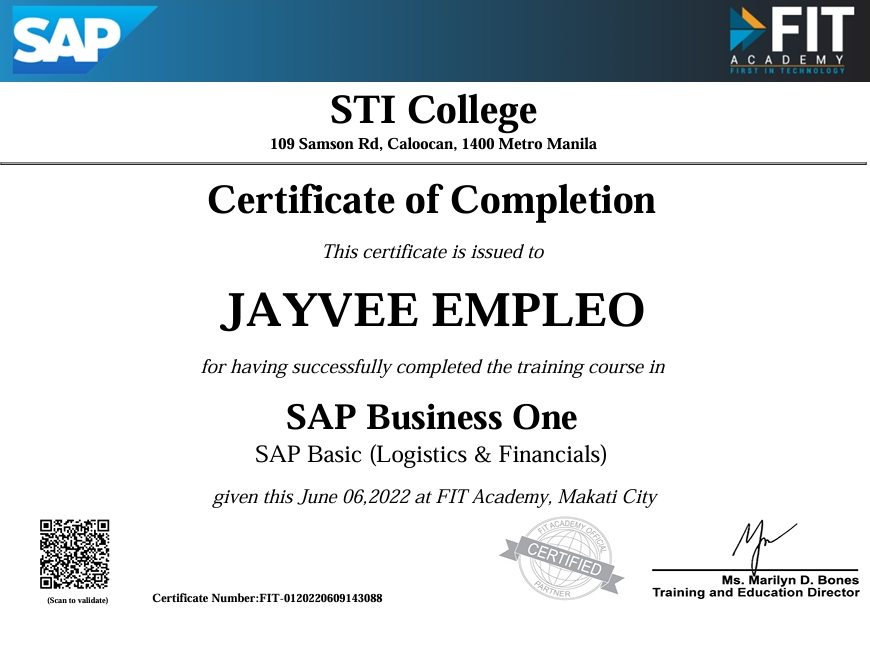 SAP
FIT
ACADEMY
FIRST IN TECHNOLOGY
STI College
109 Samson Rd, Caloocan, 1400 Metro Manila
Certificate of Completion
This certificate is issued to
JAYVEE EMPLEO
for having successfully completed the training course in
SAP Business One
SAP Basic (Logistics & Financials)
given this June 06,2022 at FIT Academy, Makati City
(Scan to validate)
Certificate Number:FIT-0120220609143088
FIT ACADEMY OFFICIAL
CERTIFIED
PARTNER
Ms. Marilyn D. Bones
Training and Education Director